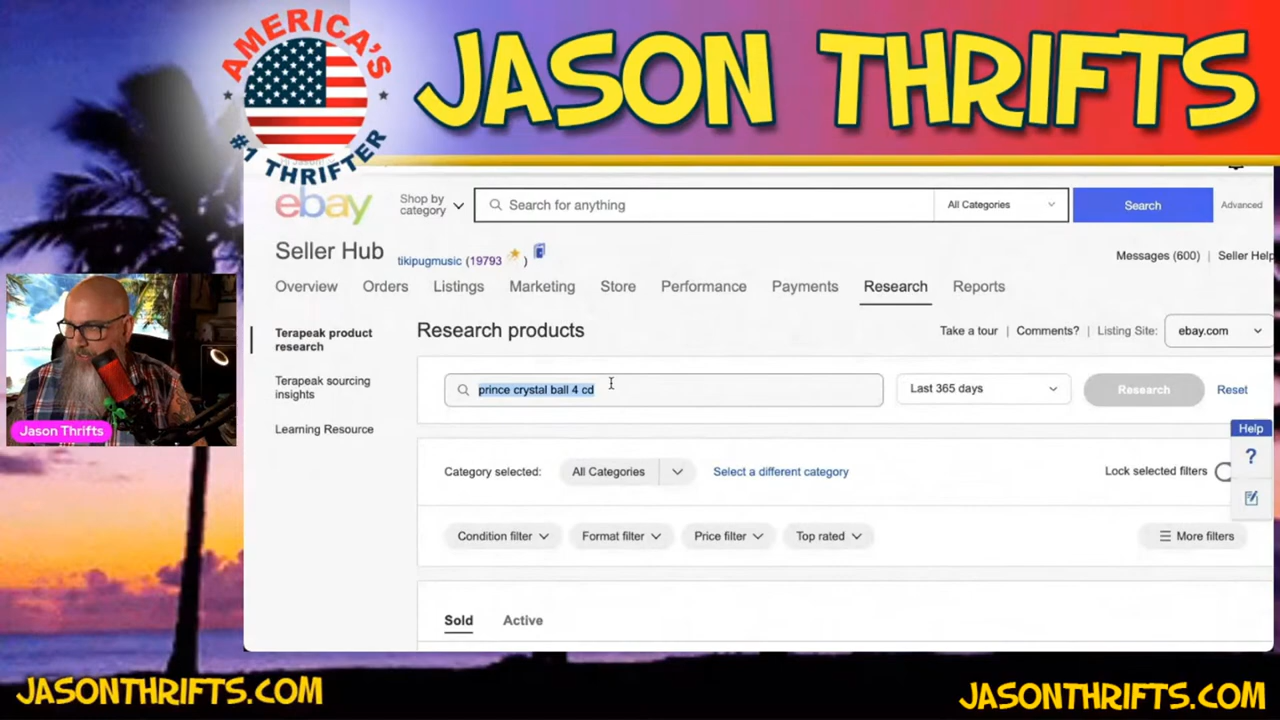 AMERICA'S
#1 THRIFTER
JASON THRIFTS
ebay
Shop by
category
Search for anything
All Categories
Search
Advanced
Seller Hub
tikipugmusic (19793 )
Messages (600)
Seller Help
Overview
Orders
Listings
Marketing
Store
Performance
Payments
Research
Reports
Terapeak product
research
Terapeak sourcing
insights
Learning Resource
Research products
Take a tour
Comments?
Listing Site:
ebay.com
prince crystal ball 4 cd
Last 365 days
Research
Reset
Help
?
Category selected:
All Categories
Select a different category
Lock selected filters
Condition filter
Format filter
Price filter
Top rated
More filters
Sold
Active
Jason Thrifts
JASONTHRIFTS.COM
JASONTHRIFTS.COM